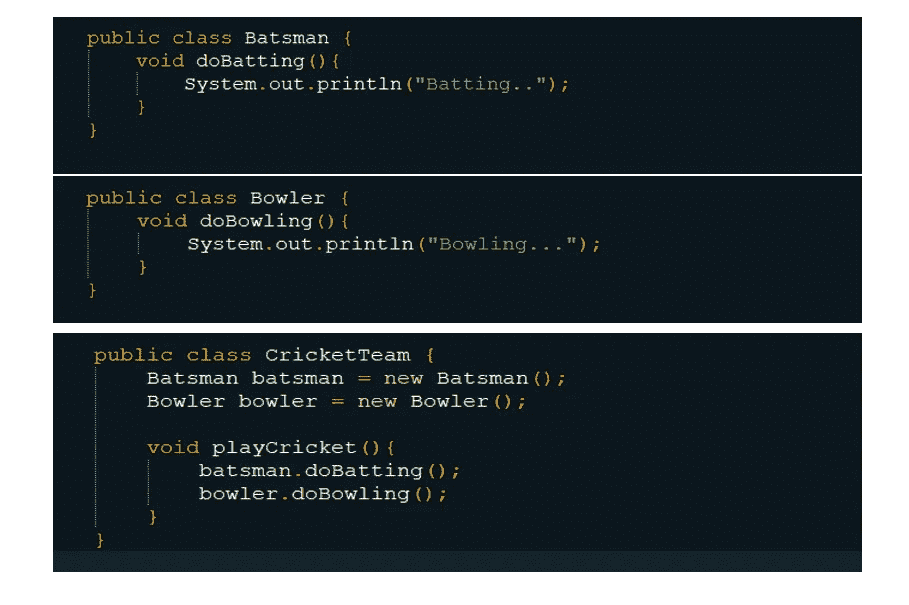 public class Batsman {
void doBatting(){
System.out.println("Batting..");
}
}
public class Bowler {
void doBowling(){
System.out.println("Bowling...");
}
}
public class CricketTeam {
Batsman batsman = new Batsman();
Bowler bowler = new Bowler();
void playCricket(){
batsman.doBatting();
bowler.doBowling();
}
}